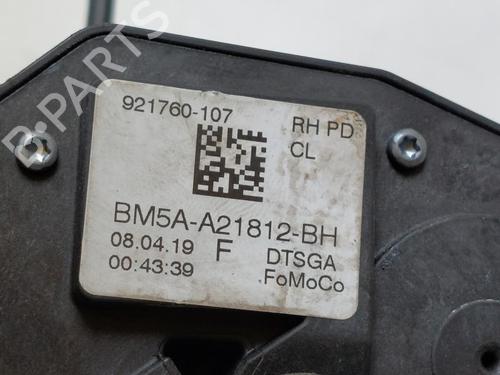 B-PARTS
921760-107
RH PD
CL
BM5A-A21812-BH
08.04.19 F DTSGA
00:43:39 FoMoCo